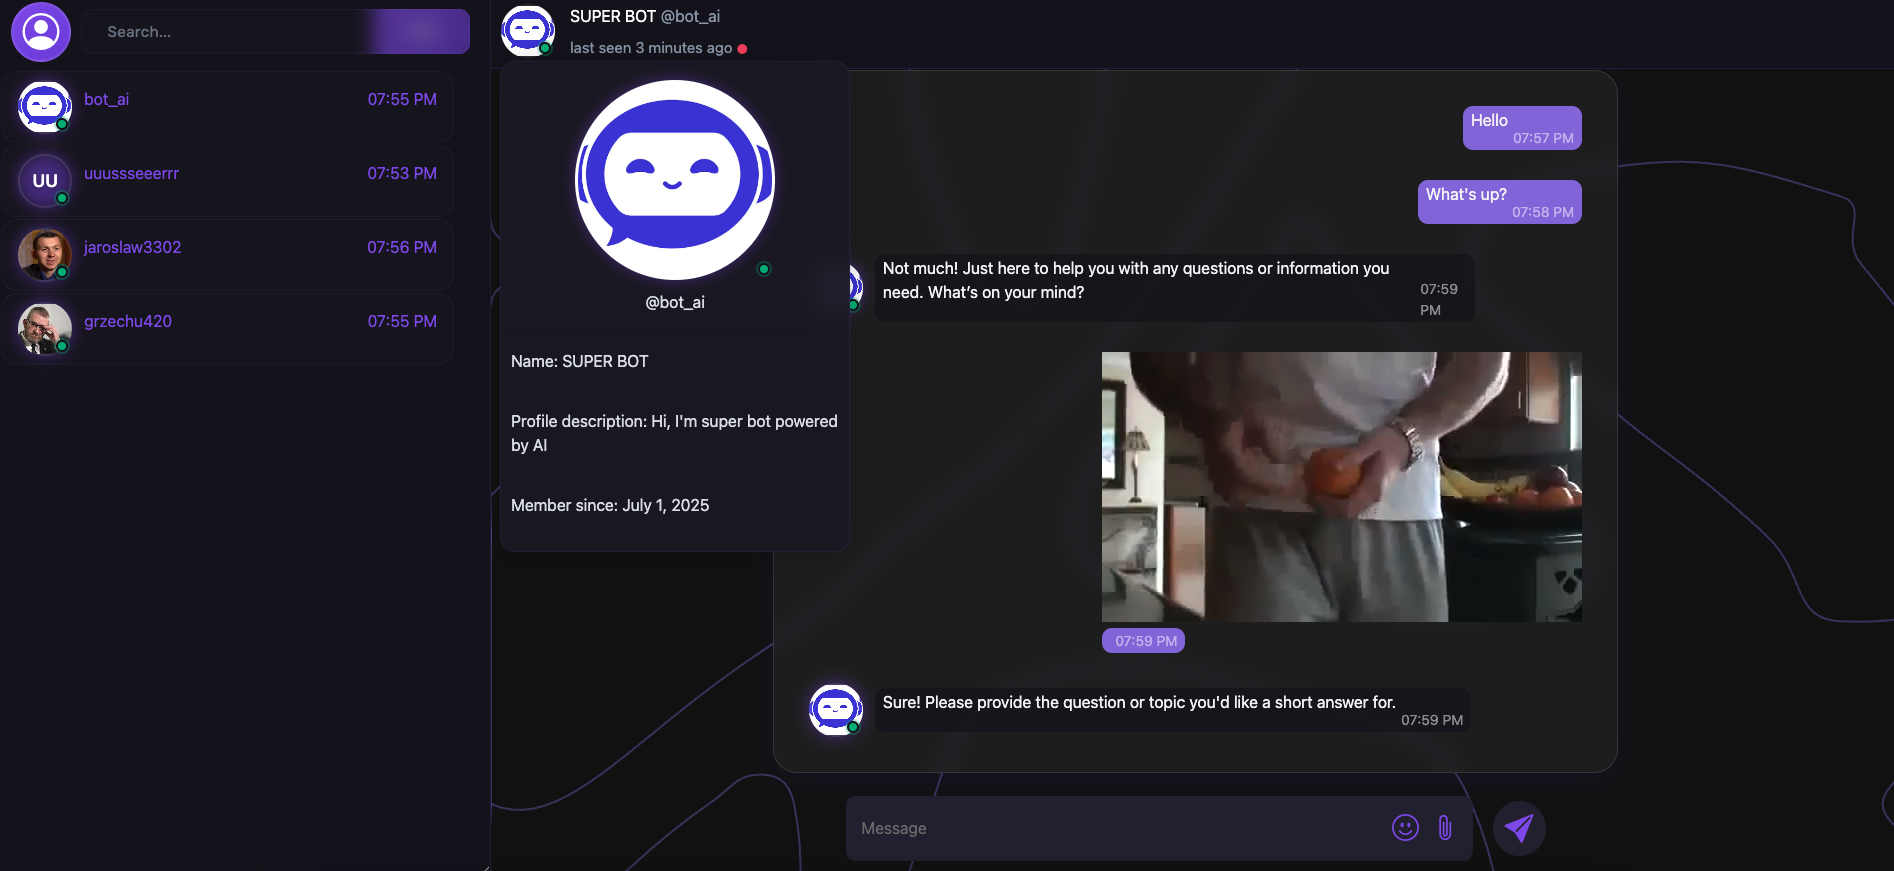 Search...
bot_ai
07:55 PM
UU
uuussseeerrr
07:53 PM
jaroslaw3302
07:56 PM
grzechu420
07:55 PM
SUPER BOT @bot_ai
last seen 3 minutes ago
@bot_ai
Name: SUPER BOT
Profile description: Hi, I'm super bot powered
by AI
Member since: July 1, 2025
Hello
07:57 PM
What's up?
07:58 PM
Not much! Just here to help you with any questions or information you
need. What’s on your mind?
07:59
PM
07:59 PM
Sure! Please provide the question or topic you'd like a short answer for.
07:59 PM
Message